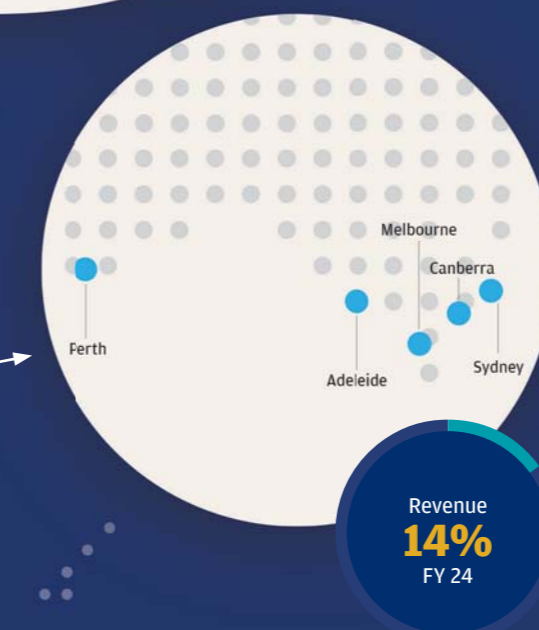 Melbourne
Canberra
Perth
Adeleide
Sydney
Revenue
14%
FY 24